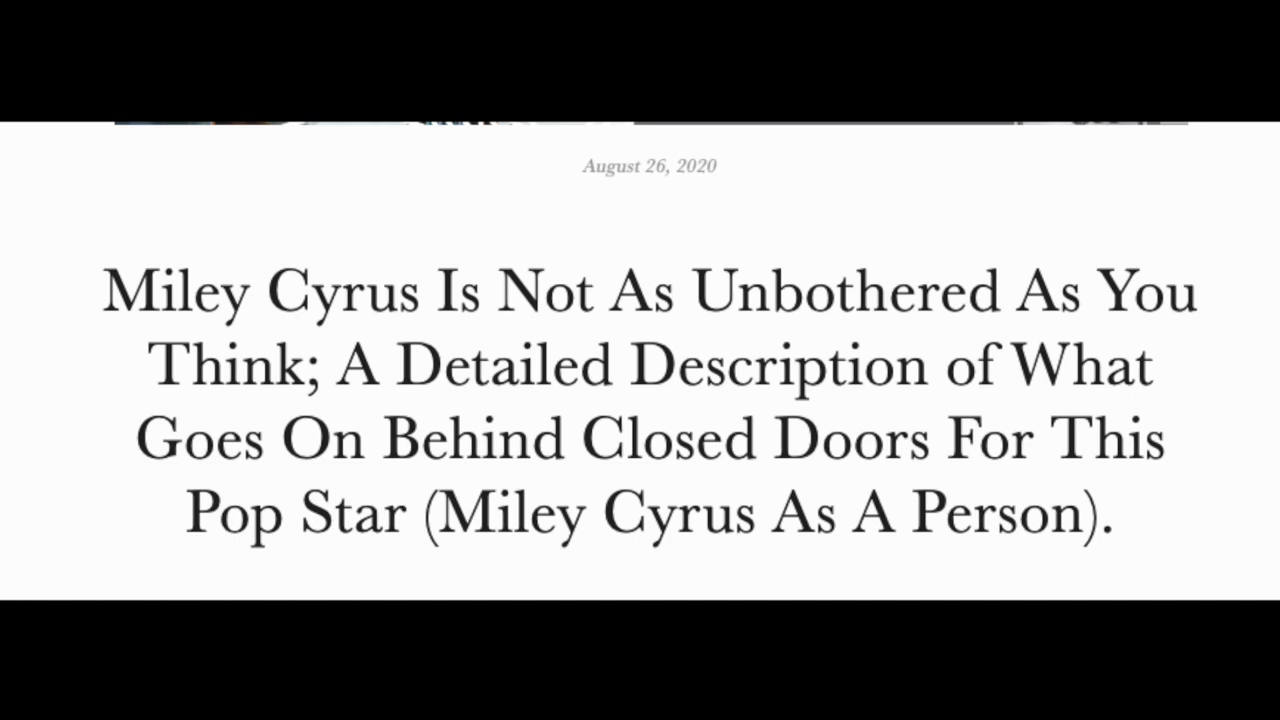 August 26, 2020
Miley Cyrus Is Not As Unbothered As You
Think; A Detailed Description of What
Goes On Behind Closed Doors For This
Pop Star (Miley Cyrus As A Person).